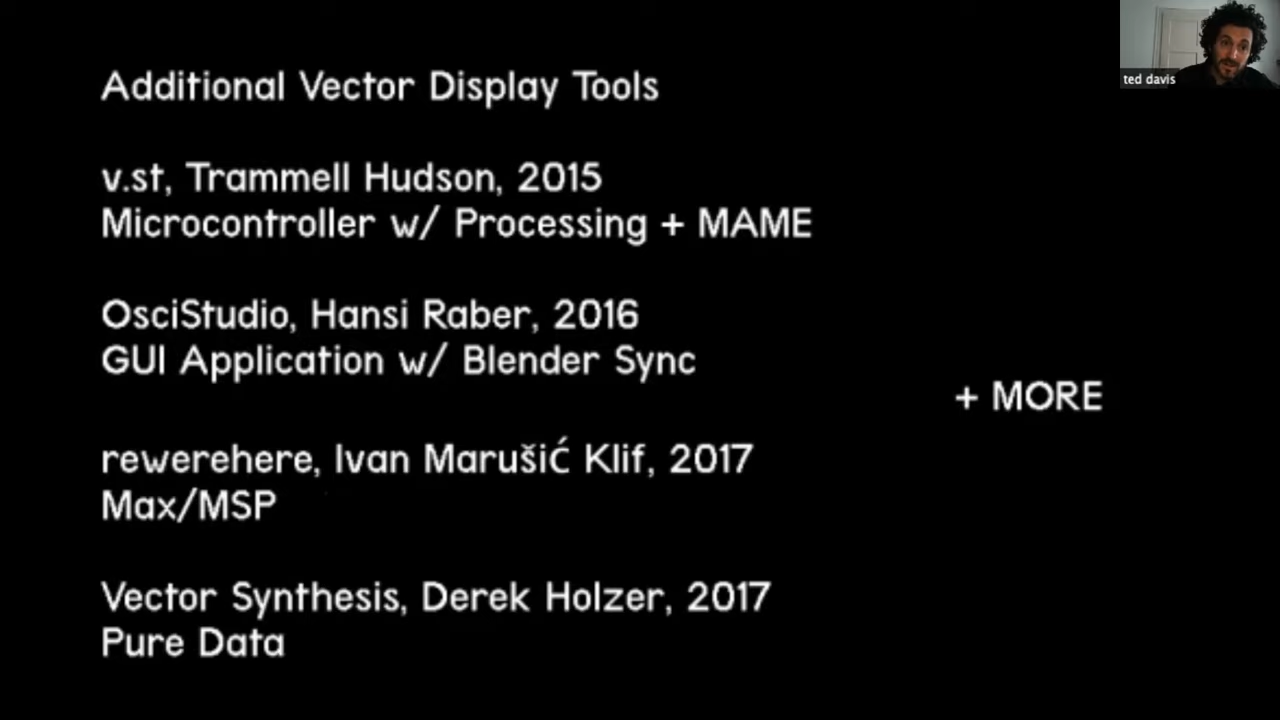 Additional Vector Display Tools
ted davis
v.st, Trammell Hudson, 2015
Microcontroller w/ Processing + MAME
OsciStudio, Hansi Raber, 2016
GUI Application w/ Blender Sync
+ MORE
rewerehere, Ivan Marušić Klif, 2017
Max/MSP
Vector Synthesis, Derek Holzer, 2017
Pure Data